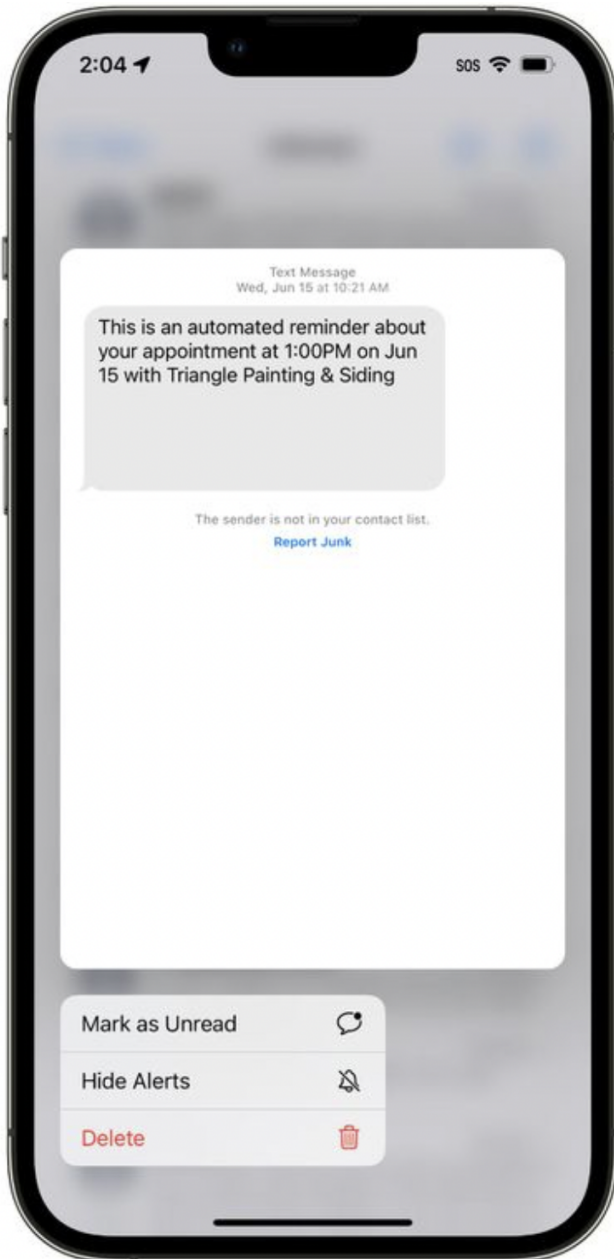 2:04
SOS
Text Message
Wed, Jun 15 at 10:21 AM
This is an automated reminder about
your appointment at 1:00PM on Jun
15 with Triangle Painting & Siding
The sender is not in your contact list.
Report Junk
Mark as Unread
Hide Alerts
Delete